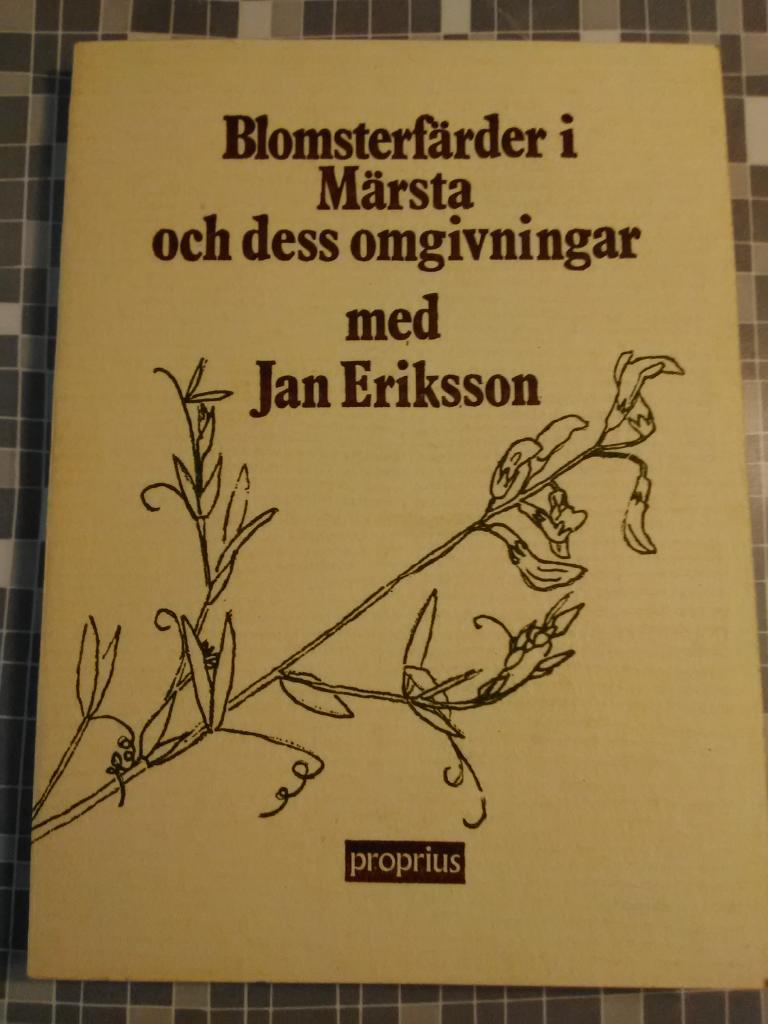 Blomsterfärder i
Märsta
och dess omgivningar
med
Jan Eriksson
proprius